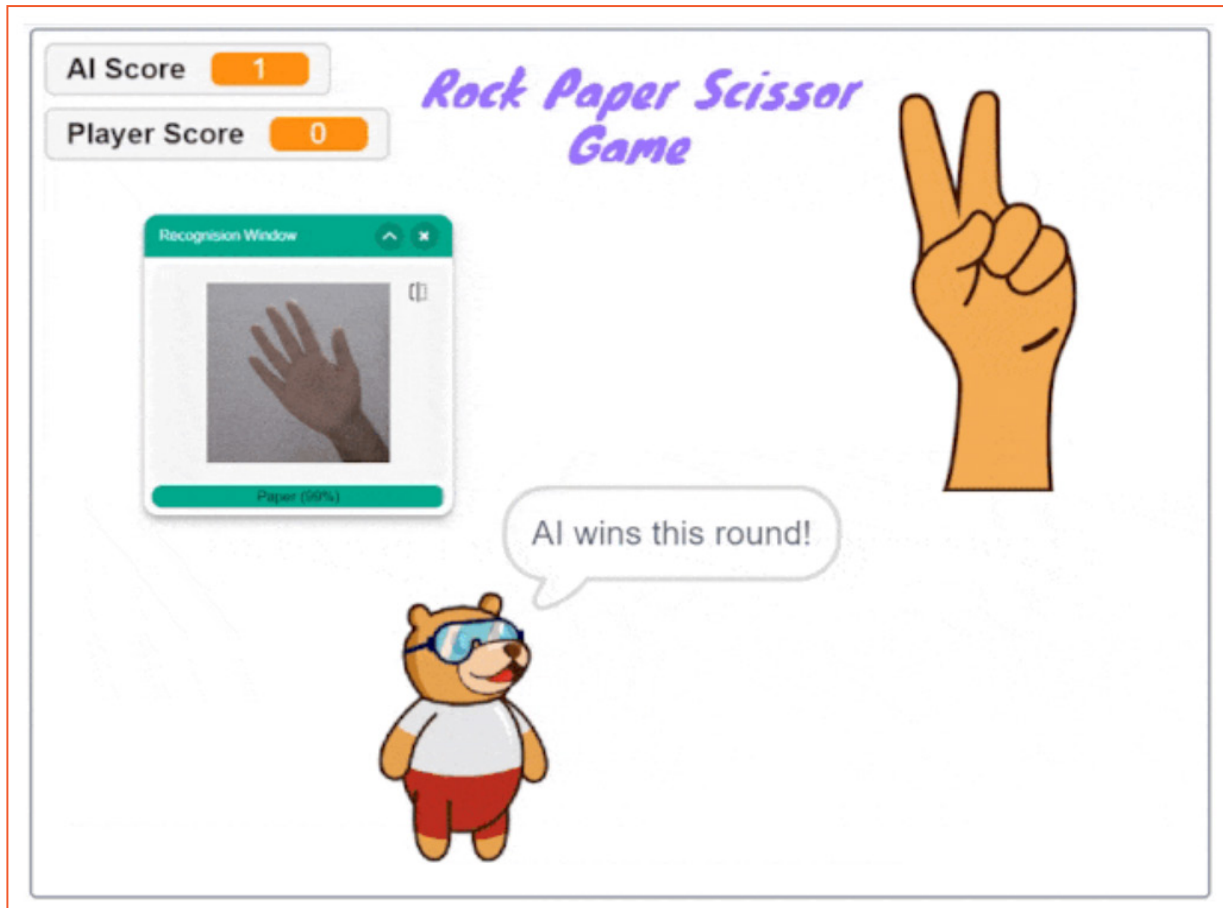 AI Score 1
Player Score 0
Rock Paper Scissor
Game
Recognision Window
Paper (99%)
AI wins this round!